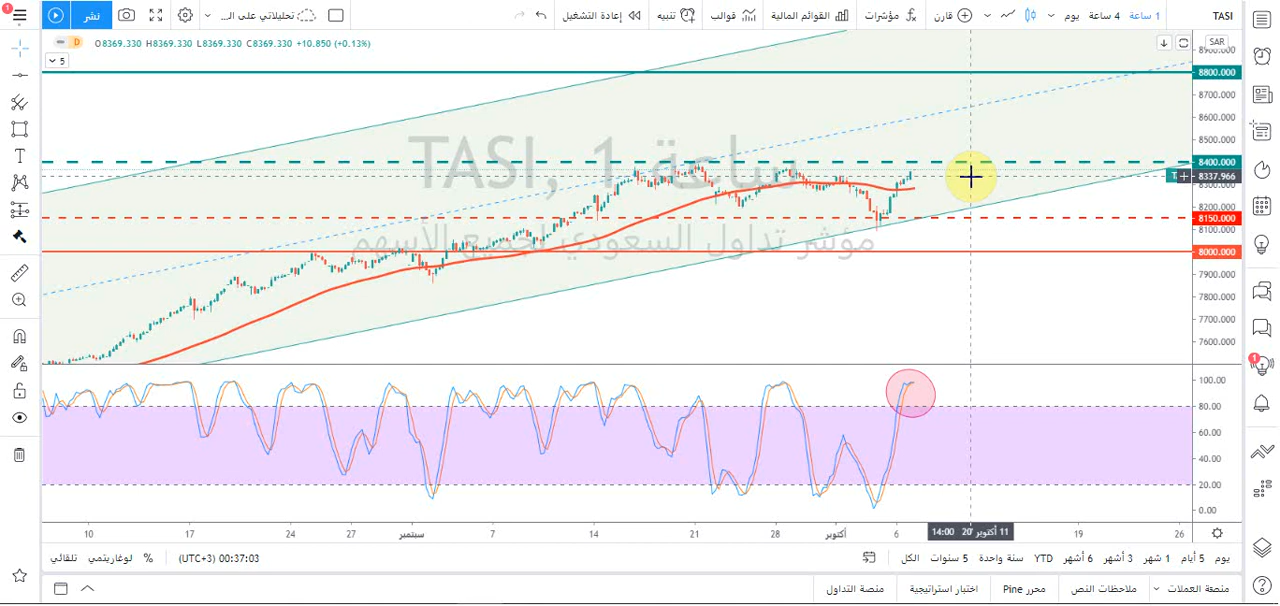 1
نشر
تحليلاتي على الـ...
إعادة التشغيل
تنبيه
قوالب
القوائم المالية
مؤشرات
قارن
يوم
4 ساعة
1 ساعة
TASI
D O8369.330 H8369.330 L8369.330 C8369.330 +10.850 (+0.13%)
5
SAR
8900.000
8800.000
8700.000
8600.000
8500.000
8400.000
8337.966
8300.000
8200.000
8150.000
8100.000
8000.000
7900.000
7800.000
7700.000
7600.000
TASI, 1 ساعة
مؤشر تداول السعودي لجميع الأسهم
100.00
80.00
60.00
40.00
20.00
0.00
1
10
17
24
27
سبتمبر
7
14
21
28
أكتوبر
6
11 أكتوبر '20 14:00
19
26
تلقائي
لوغاريتمي
%
00:37:03 (UTC+3)
الكل
5 سنوات
سنة واحدة
YTD
6 أشهر
3 أشهر
1 شهر
5 أيام
يوم
منصة التداول
اختبار استراتيجية
محرر Pine
ملاحظات النص
منصة العملات